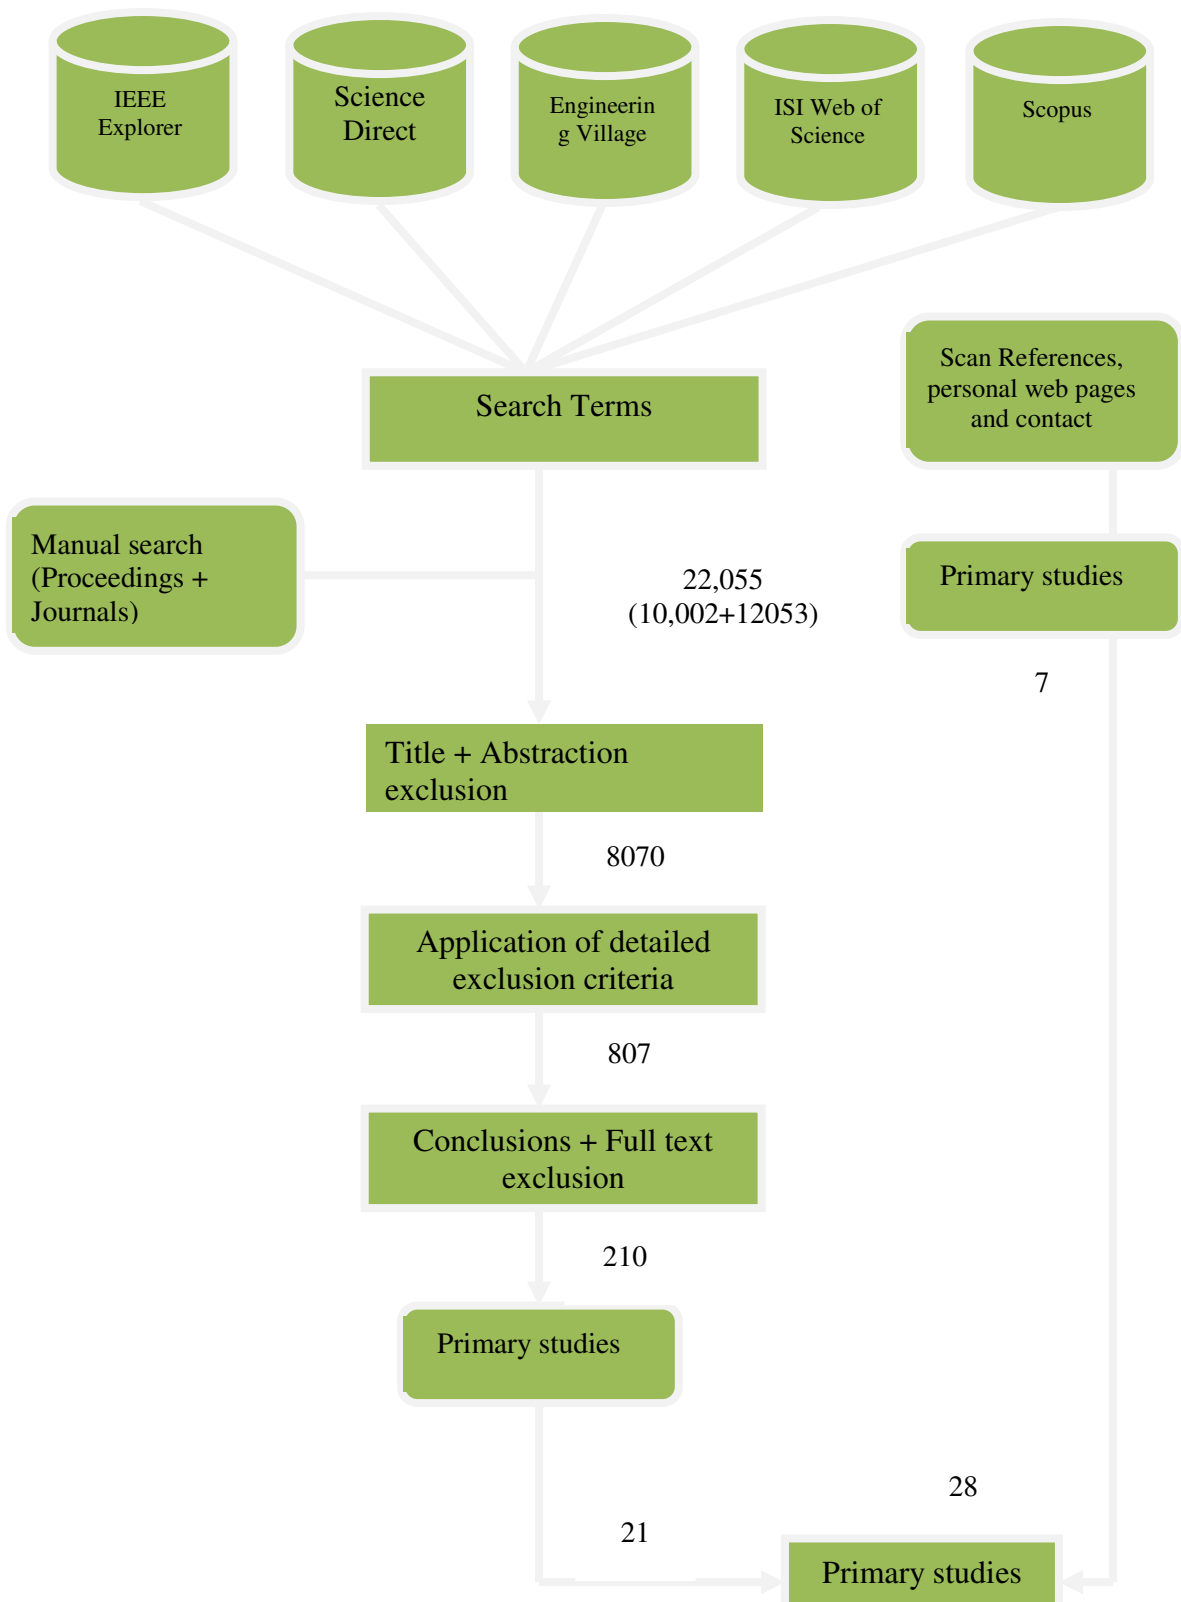 IEEE
Explorer
Science
Direct
Engineerin
g Village
ISI Web of
Science
Scopus
Search Terms
Scan References,
personal web pages
and contact
Manual search
(Proceedings +
Journals)
22,055
(10,002+12053)
Primary studies
7
Title + Abstraction
exclusion
8070
Application of detailed
exclusion criteria
807
Conclusions + Full text
exclusion
210
Primary studies
28
21
Primary studies